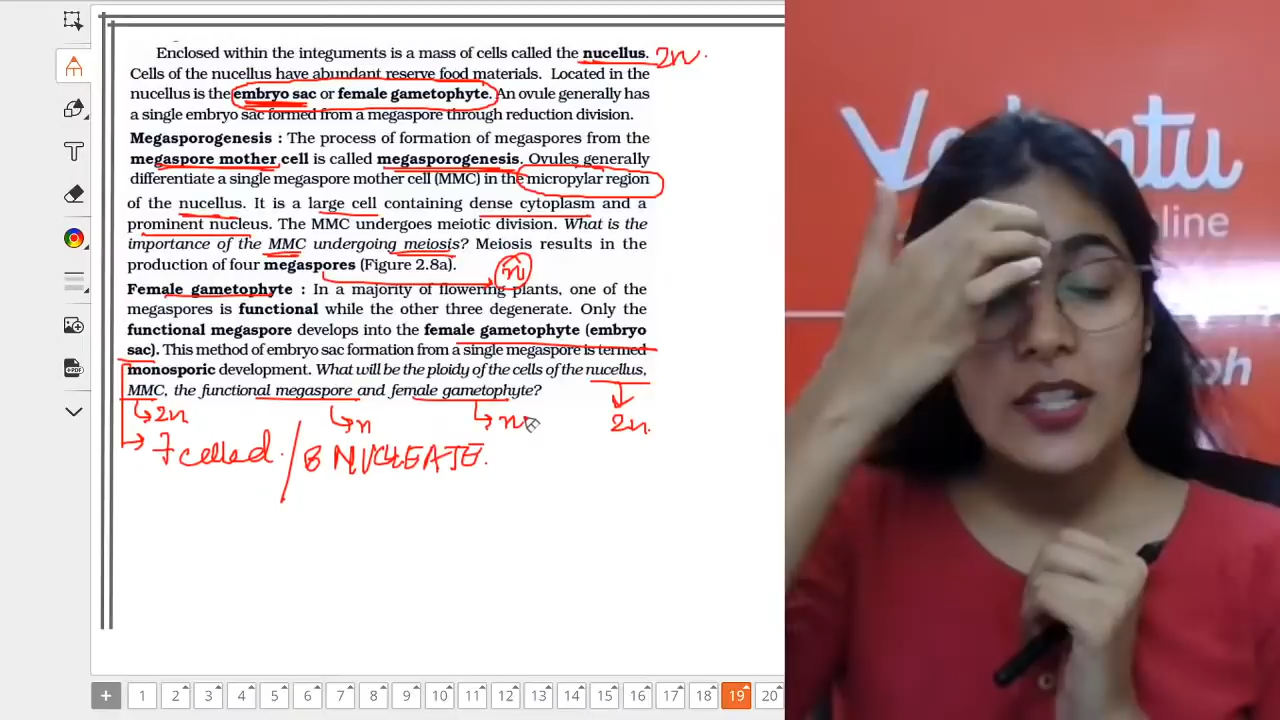 Enclosed within the integuments is a mass of cells called the nucellus. 2n.
Cells of the nucellus have abundant reserve food materials. Located in the
nucellus is the embryo sac or female gametophyte. An ovule generally has
a single embryo sac formed from a megaspore through reduction division.
Megasporogenesis : The process of formation of megaspores from the
megaspore mother cell is called megasporogenesis. Ovules generally
differentiate a single megaspore mother cell (MMC) in the micropylar region
of the nucellus. It is a large cell containing dense cytoplasm and a
prominent nucleus. The MMC undergoes meiotic division. What is the
importance of the MMC undergoing meiosis? Meiosis results in the
production of four megaspores (Figure 2.8a). n
Female gametophyte : In a majority of flowering plants, one of the
megaspores is functional while the other three degenerate. Only the
functional megaspore develops into the female gametophyte (embryo
sac). This method of embryo sac formation from a single megaspore is termed
monosporic development. What will be the ploidy of the cells of the nucellus,
MMC, the functional megaspore and female gametophyte?
2n n n 2n.
7 celled. / 8 NUCLEATE.
Vedantu
online
+ 1 2 3 4 5 6 7 8 9 10 11 12 13 14 15 16 17 18 19 20
T